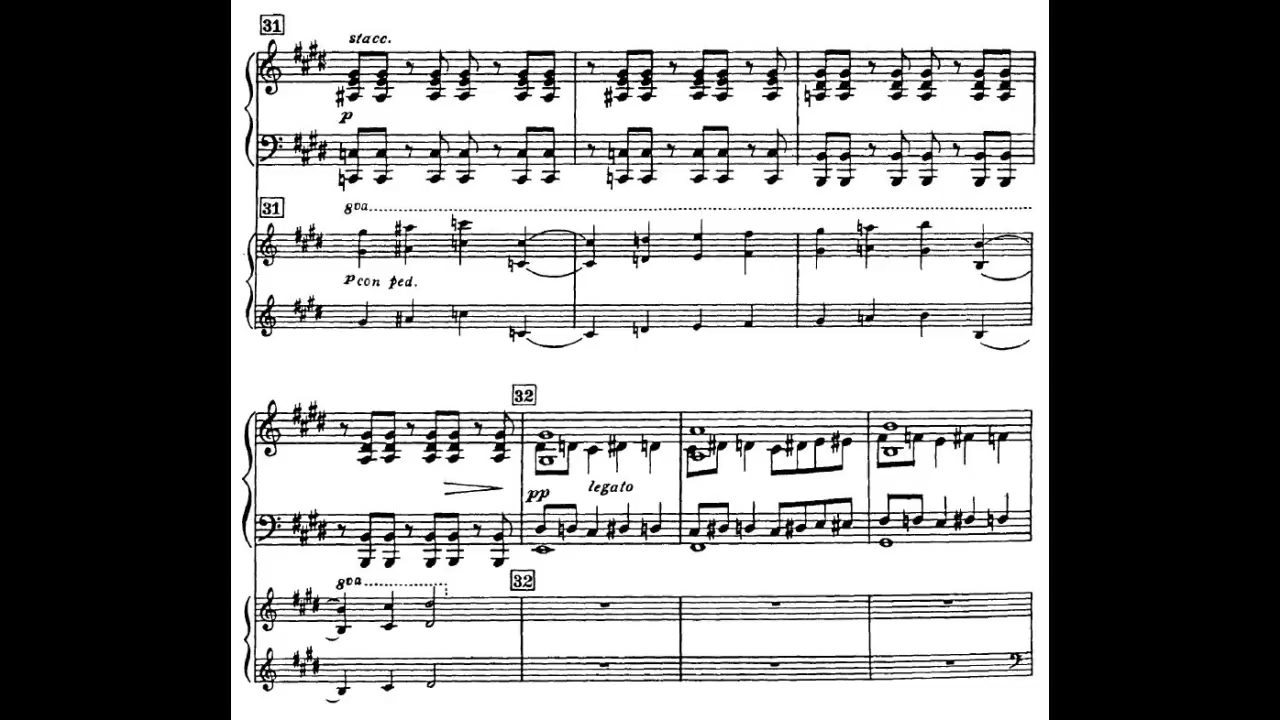 31
stacc.
p
31
8va
p con ped.
32
pp legato
8va
32